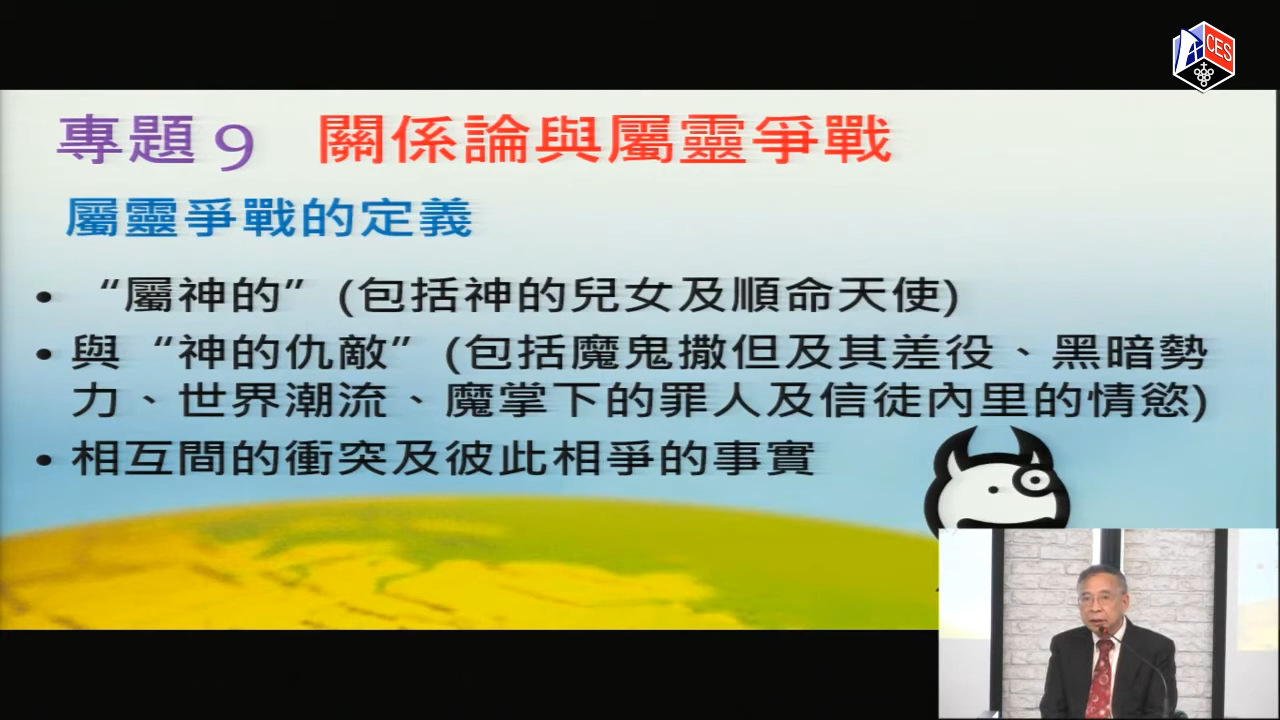 ACES
專題9 關係論與屬靈爭戰
屬靈爭戰的定義
• “屬神的” (包括神的兒女及順命天使)
• 與 “神的仇敵” (包括魔鬼撒但及其差役、黑暗勢
力、世界潮流、魔掌下的罪人及信徒內里的情慾)
• 相互間的衝突及彼此相爭的事實